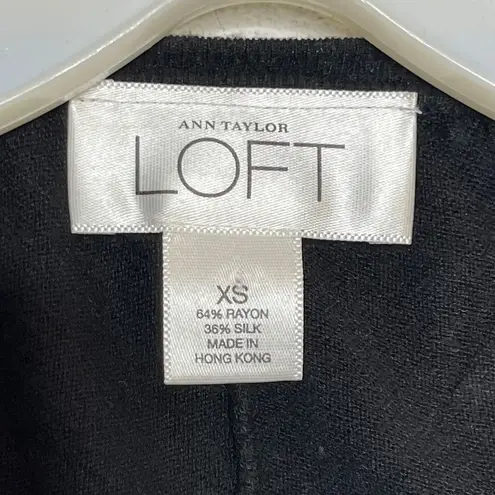 ANN TAYLOR
LOFT
XS
64% RAYON
36% SILK
MADE IN
HONG KONG